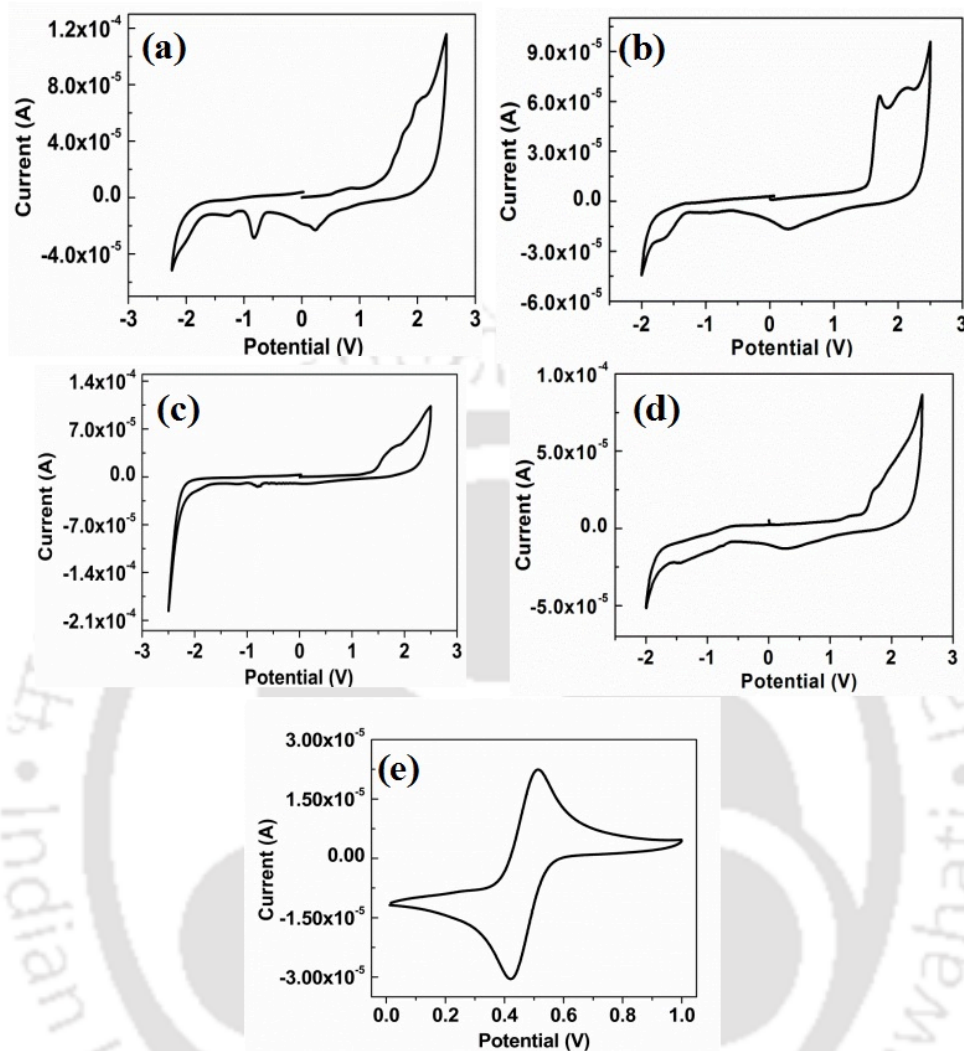 (a)
1.2x10⁻⁴
8.0x10⁻⁵
4.0x10⁻⁵
0.0
-4.0x10⁻⁵
Current (A)
-3 -2 -1 0 1 2 3
Potential (V)
(b)
9.0x10⁻⁵
6.0x10⁻⁵
3.0x10⁻⁵
0.0
-3.0x10⁻⁵
-6.0x10⁻⁵
Current (A)
-2 -1 0 1 2 3
Potential (V)
(c)
1.4x10⁻⁴
7.0x10⁻⁵
0.0
-7.0x10⁻⁵
-1.4x10⁻⁴
-2.1x10⁻⁴
Current (A)
-3 -2 -1 0 1 2 3
Potential (V)
(d)
1.0x10⁻⁴
5.0x10⁻⁵
0.0
-5.0x10⁻⁵
Current (A)
-2 -1 0 1 2 3
Potential (V)
(e)
3.00x10⁻⁵
1.50x10⁻⁵
0.00
-1.50x10⁻⁵
-3.00x10⁻⁵
Current (A)
0.0 0.2 0.4 0.6 0.8 1.0
Potential (V)
Indian
wahati